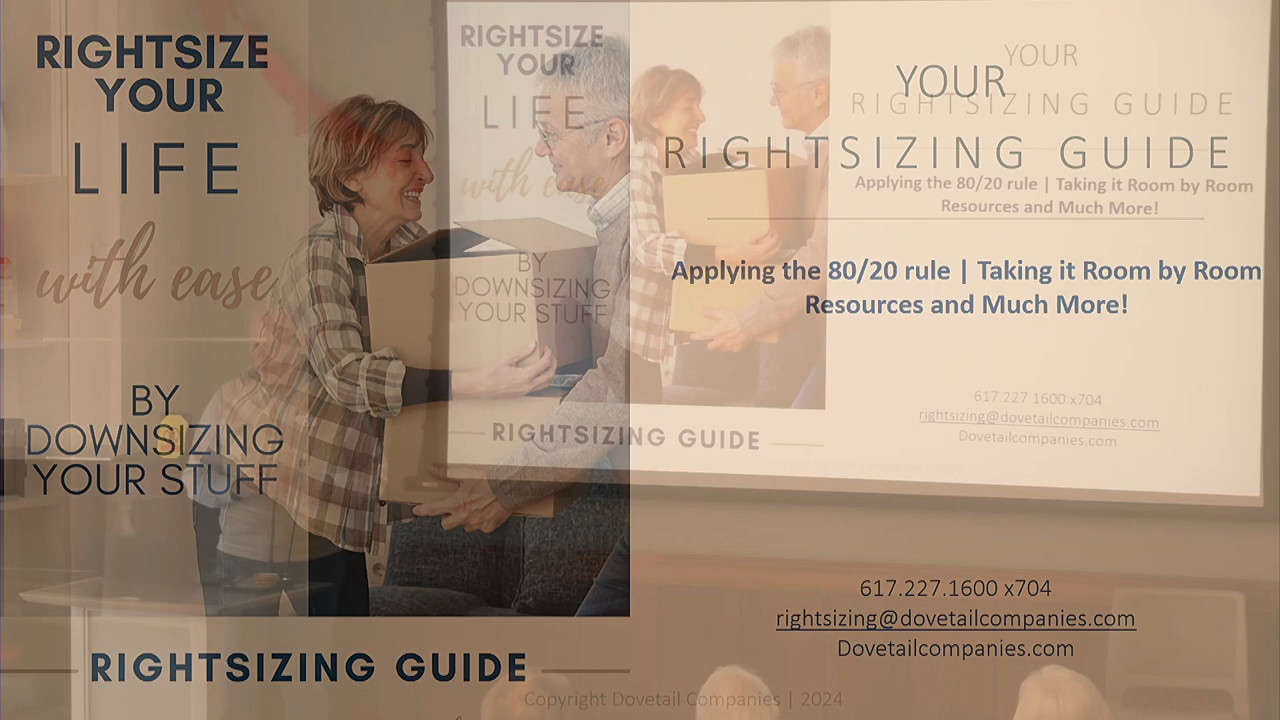 RIGHTSIZE
YOUR
LIFE
with ease
BY
DOWNSIZING
YOUR STUFF
RIGHTSIZING GUIDE
YOUR
RIGHTSIZING GUIDE
Applying the 80/20 rule | Taking it Room by Room
Resources and Much More!
617.227.1600 x704
rightsizing@dovetailcompanies.com
Dovetailcompanies.com
Copyright Dovetail Companies | 2024
RIGHTSIZE
YOUR
LIFE
with ease
BY
DOWNSIZING
YOUR STUFF
RIGHTSIZING GUIDE
YOUR
RIGHTSIZING GUIDE
Applying the 80/20 rule | Taking it Room by Room
Resources and Much More!
617.227.1600 x704
rightsizing@dovetailcompanies.com
Dovetailcompanies.com